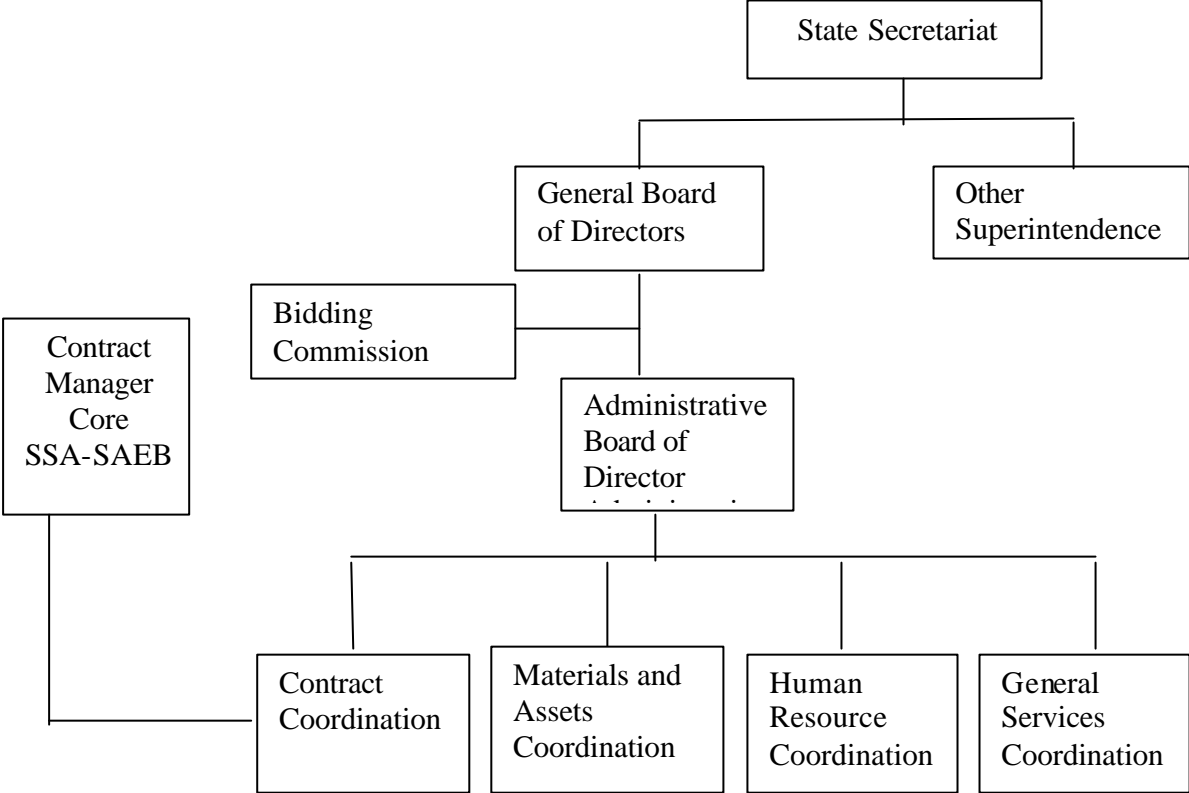 State Secretariat
General Board
of Directors
Other
Superintendence
Bidding
Commission
Contract
Manager
Core
SSA-SAEB
Administrative
Board of
Director
Contract
Coordination
Materials and
Assets
Coordination
Human
Resource
Coordination
General
Services
Coordination